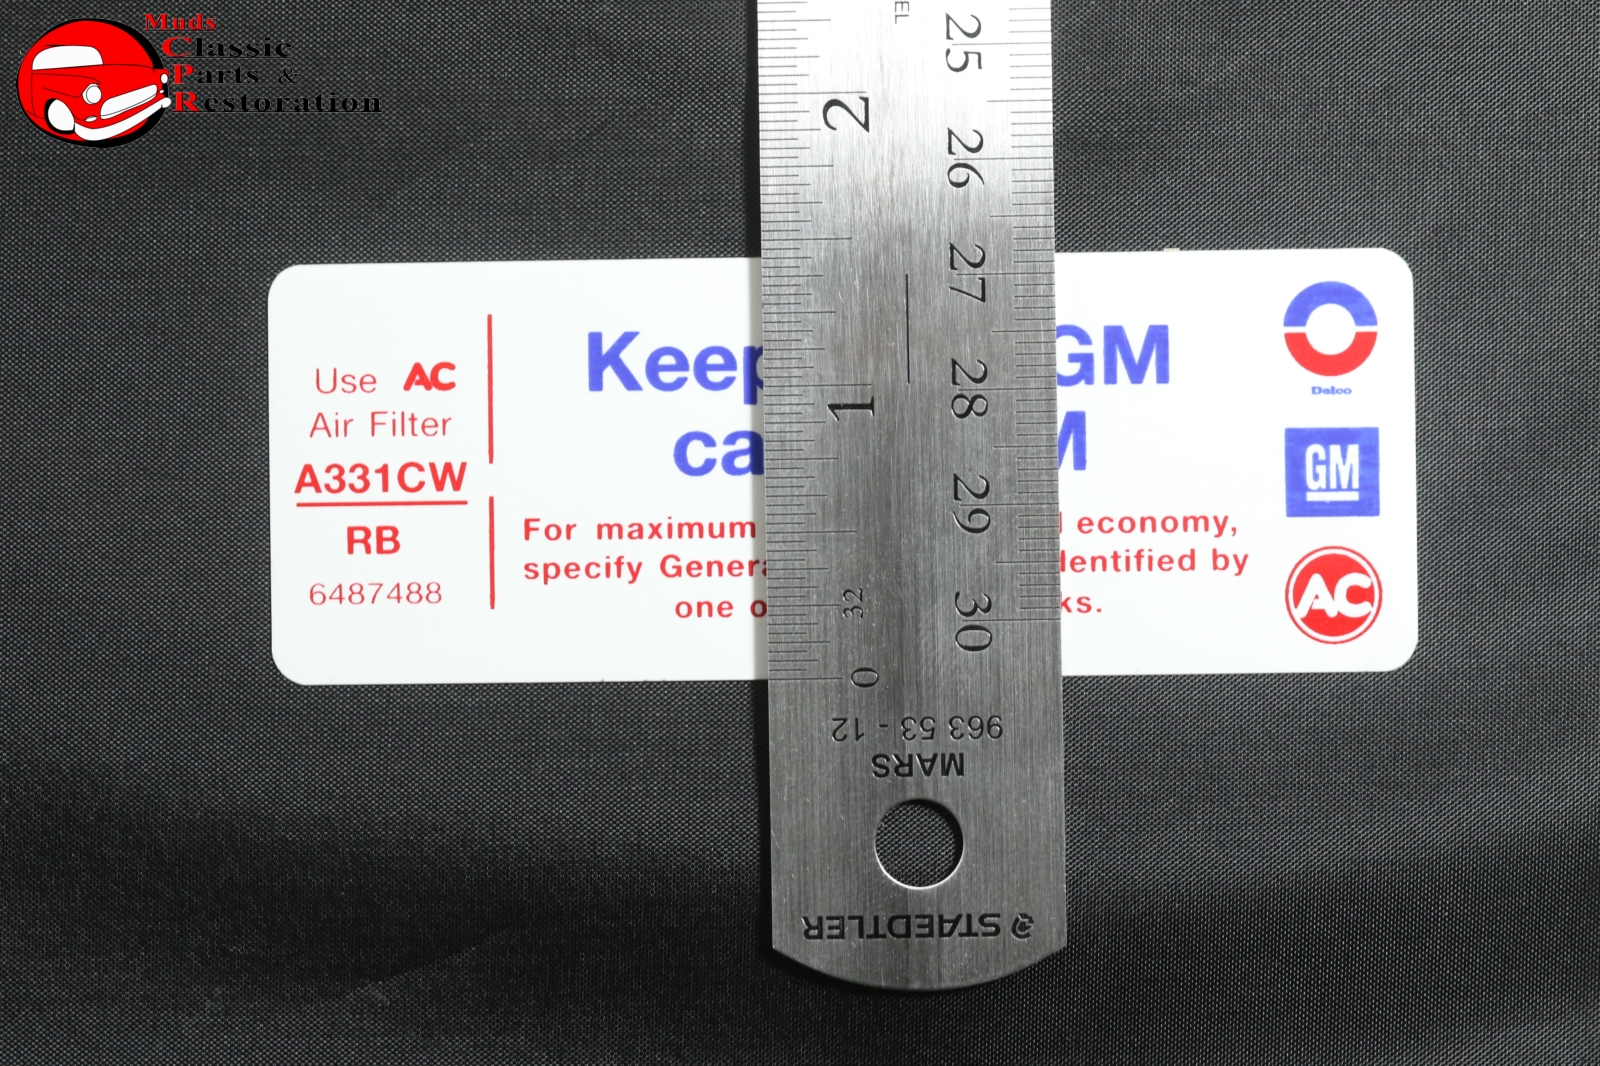 Muds
Classic
Parts &
Restoration
Use AC
Air Filter
A331CW
RB
6487488
Keep GM
ca M
For maximum economy,
specify Genera dentified by
one o ks.
Delco
GM
AC
EL
2
1
32
0
25
26
27
28
29
30
963 53 - 12
MARS
STAEDTLER